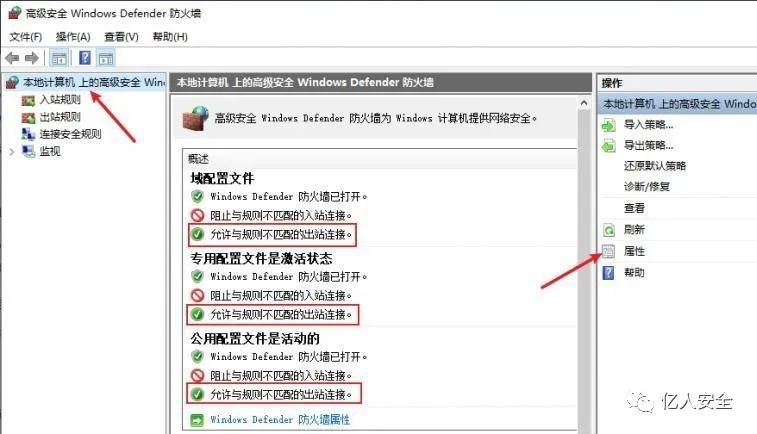 高级安全 Windows Defender 防火墙
文件(F) 操作(A) 查看(V) 帮助(H)
本地计算机 上的高级安全 Win
入站规则
出站规则
连接安全规则
监视
本地计算机 上的高级安全 Windows Defender 防火墙
高级安全 Windows Defender 防火墙为 Windows 计算机提供网络安全。
概述
域配置文件
Windows Defender 防火墙已打开。
阻止与规则不匹配的入站连接。
允许与规则不匹配的出站连接。
专用配置文件是激活状态
Windows Defender 防火墙已打开。
阻止与规则不匹配的入站连接。
允许与规则不匹配的出站连接。
公用配置文件是活动的
Windows Defender 防火墙已打开。
阻止与规则不匹配的入站连接。
允许与规则不匹配的出站连接。
Windows Defender 防火墙属性
操作
本地计算机 上的高级安全 Windo
导入策略...
导出策略...
还原默认策略
诊断/修复
查看
刷新
属性
帮助
亿人安全